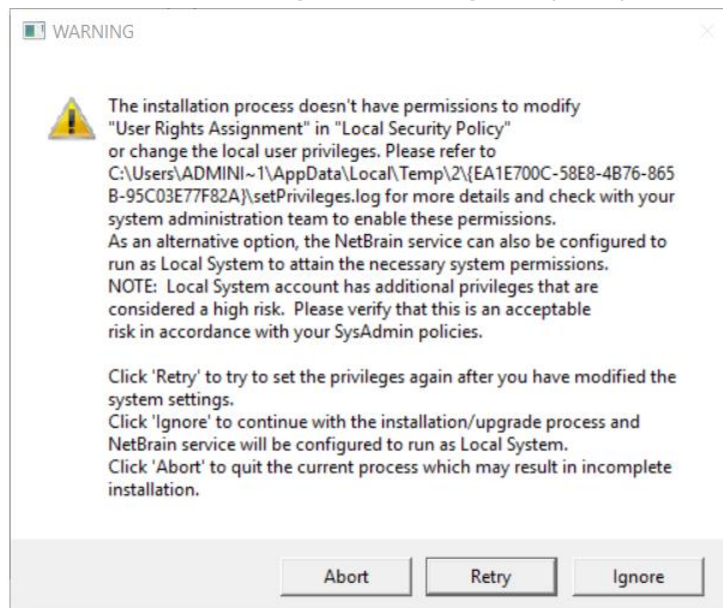 WARNING
The installation process doesn't have permissions to modify
"User Rights Assignment" in "Local Security Policy"
or change the local user privileges. Please refer to
C:\Users\ADMINI~1\AppData\Local\Temp\2\{EA1E700C-58E8-4B76-865
B-95C03E77F82A}\setPrivileges.log for more details and check with your
system administration team to enable these permissions.
As an alternative option, the NetBrain service can also be configured to
run as Local System to attain the necessary system permissions.
NOTE:  Local System account has additional privileges that are
considered a high risk.  Please verify that this is an acceptable
risk in accordance with your SysAdmin policies.
Click 'Retry' to try to set the privileges again after you have modified the
system settings.
Click 'Ignore' to continue with the installation/upgrade process and
NetBrain service will be configured to run as Local System.
Click 'Abort' to quit the current process which may result in incomplete
installation.
Abort Retry Ignore